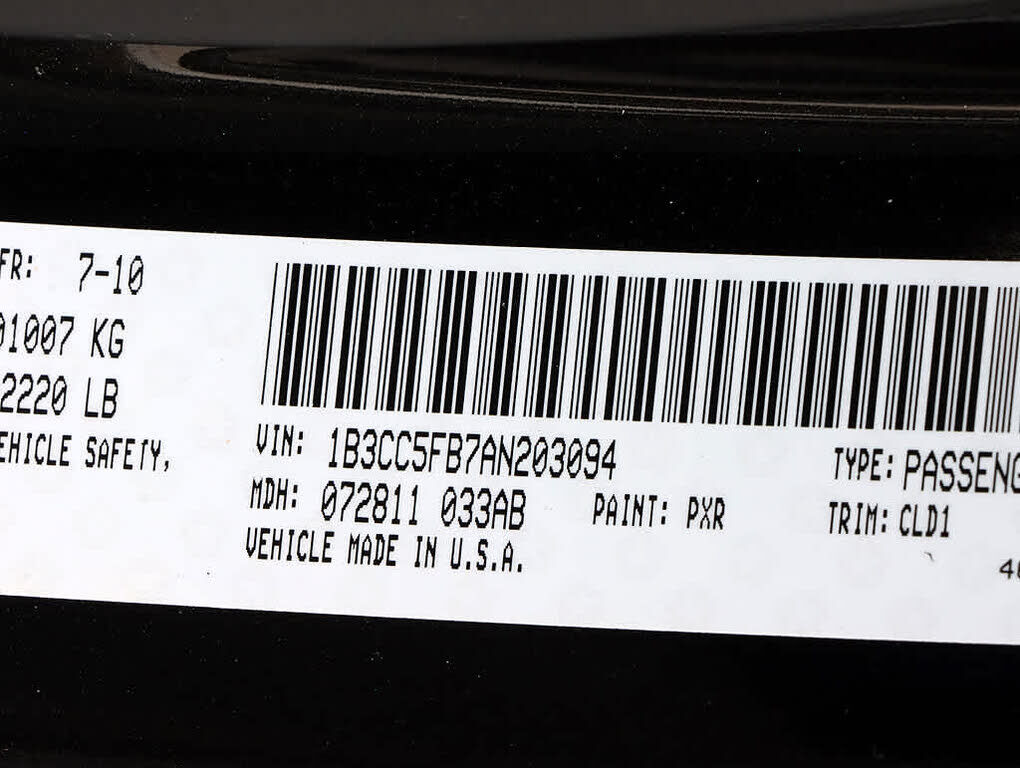 FR: 7-10
01007 KG
2220 LB
EHICLE SAFETY,
VIN: 1B3CC5FB7AN203094
TYPE: PASSENG
MDH: 072811 033AB PAINT: PXR
TRIM: CLD1
VEHICLE MADE IN U.S.A.